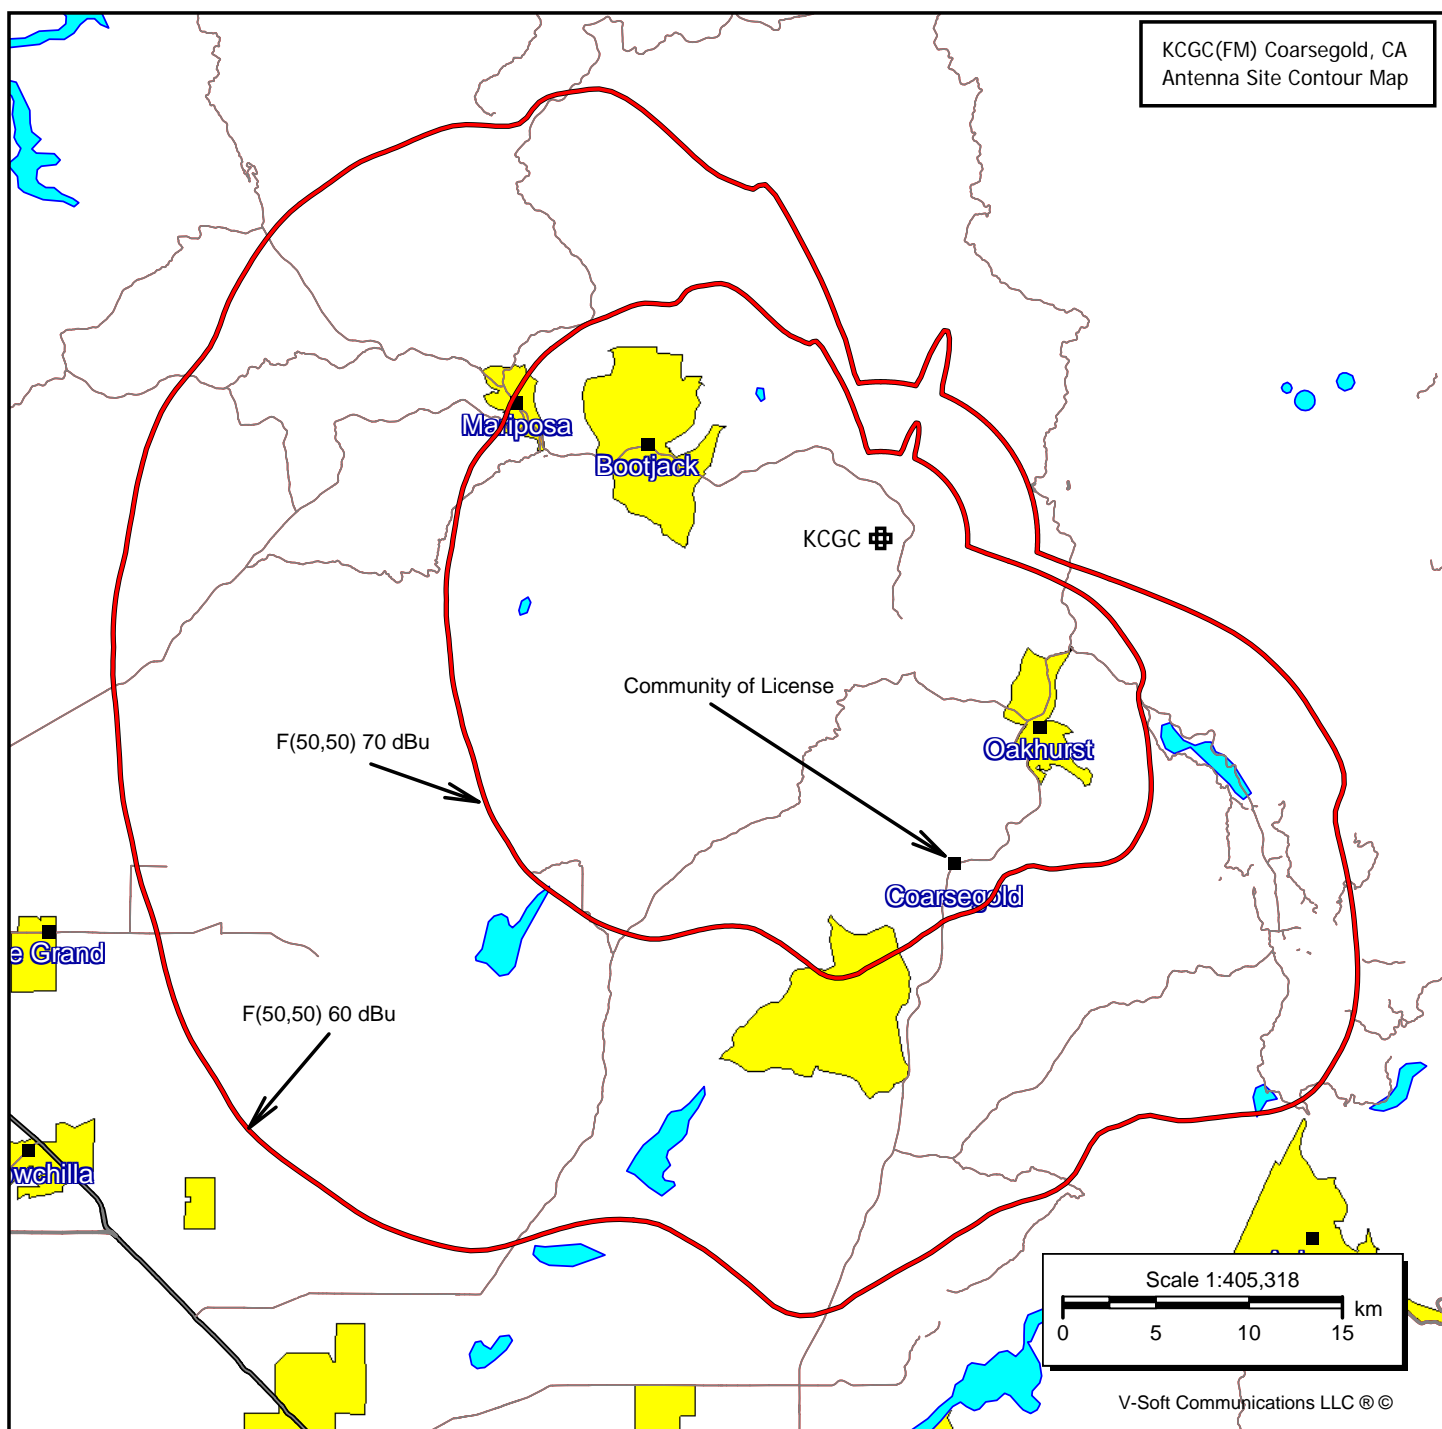 KCGC(FM) Coarsegold, CA
Antenna Site Contour Map
Mariposa
Bootjack
KCGC
Community of License
F(50,50) 70 dBu
Oakhurst
Coarsegold
e Grand
F(50,50) 60 dBu
owchilla
Scale 1:405,318
km
0 5 10 15
V-Soft Communications LLC ® ©